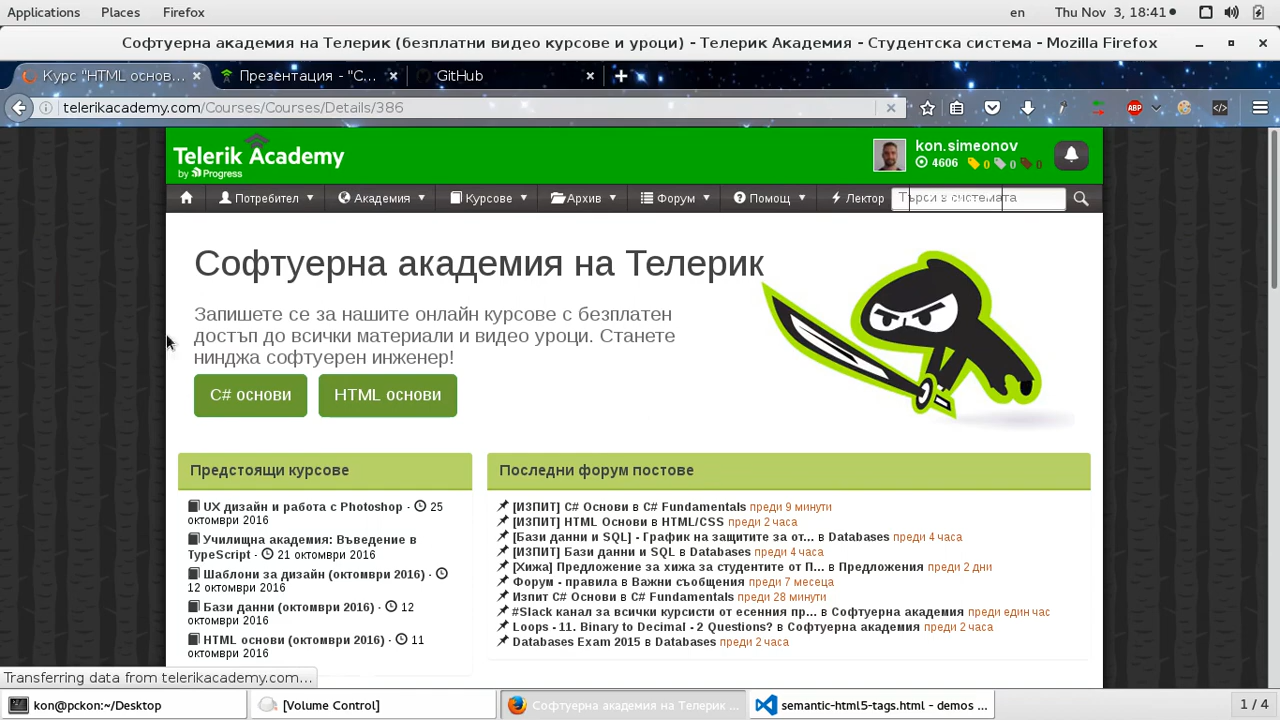 Applications Places Firefox en Thu Nov 3, 18:41
Софтуерна академия на Телерик (безплатни видео курсове и уроци) - Телерик Академия - Студентска система - Mozilla Firefox
Курс "HTML основ... Презентация - "C... GitHub
telerikacademy.com/Courses/Courses/Details/386
ABP
Telerik Academy
by Progress
kon.simeonov
4606 0 0 0
Потребител Академия Курсове Архив Форум Помощ Лектор Търси в системата
Софтуерна академия на Телерик
Запишете се за нашите онлайн курсове с безплатен
достъп до всички материали и видео уроци. Станете
нинджа софтуерен инженер!
C# основи HTML основи
Предстоящи курсове
UX дизайн и работа с Photoshop - 25
октомври 2016
Училищна академия: Въведение в
TypeScript - 21 октомври 2016
Шаблони за дизайн (октомври 2016) -
12 октомври 2016
Бази данни (октомври 2016) - 12
октомври 2016
HTML основи (октомври 2016) - 11
октомври 2016
Последни форум постове
[ИЗПИТ] C# Основи в C# Fundamentals преди 9 минути
[ИЗПИТ] HTML Основи в HTML/CSS преди 2 часа
[Бази данни и SQL] - График на защитите за от... в Databases преди 4 часа
[ИЗПИТ] Бази данни и SQL в Databases преди 4 часа
[Хижа] Предложение за хижа за студентите от П... в Предложения преди 2 дни
Форум - правила в Важни съобщения преди 7 месеца
Изпит C# Основи в C# Fundamentals преди 28 минути
#Slack канал за всички курсисти от есенния пр... в Софтуерна академия преди един час
Loops - 11. Binary to Decimal - 2 Questions? в Софтуерна академия преди 2 часа
Databases Exam 2015 в Databases преди 2 часа
Transferring data from telerikacademy.com...
kon@pckon:~/Desktop [Volume Control] Софтуерна академия на Телерик ... semantic-html5-tags.html - demos ... 1 / 4